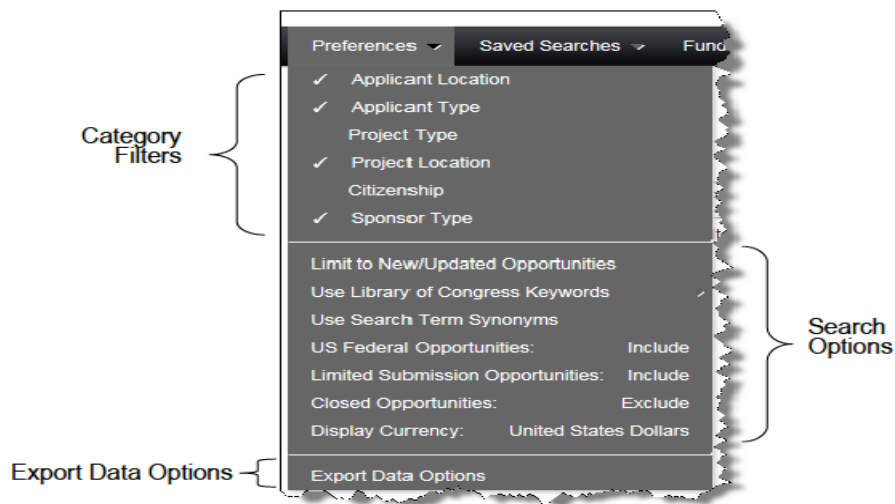 Preferences Saved Searches Fund
Applicant Location
Applicant Type
Project Type
Project Location
Citizenship
Sponsor Type
Category
Filters
Limit to New/Updated Opportunities
Use Library of Congress Keywords
Use Search Term Synonyms
US Federal Opportunities: Include
Limited Submission Opportunities: Include
Closed Opportunities: Exclude
Display Currency: United States Dollars
Search
Options
Export Data Options
Export Data Options